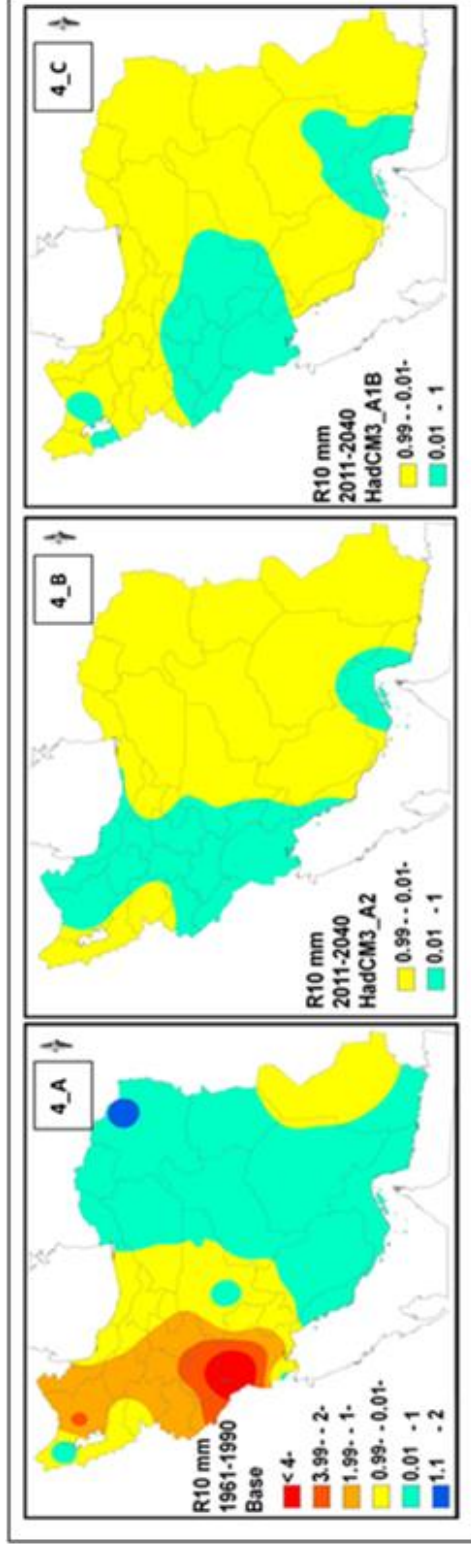 4_A
R10 mm
1961-1990
Base
< 4-
3.99- - 2-
1.99- - 1-
0.99- - 0.01-
0.01 - 1
1.1 - 2
4_B
R10 mm
2011-2040
HadCM3_A2
0.99- - 0.01-
0.01 - 1
4_C
R10 mm
2011-2040
HadCM3_A1B
0.99- - 0.01-
0.01 - 1